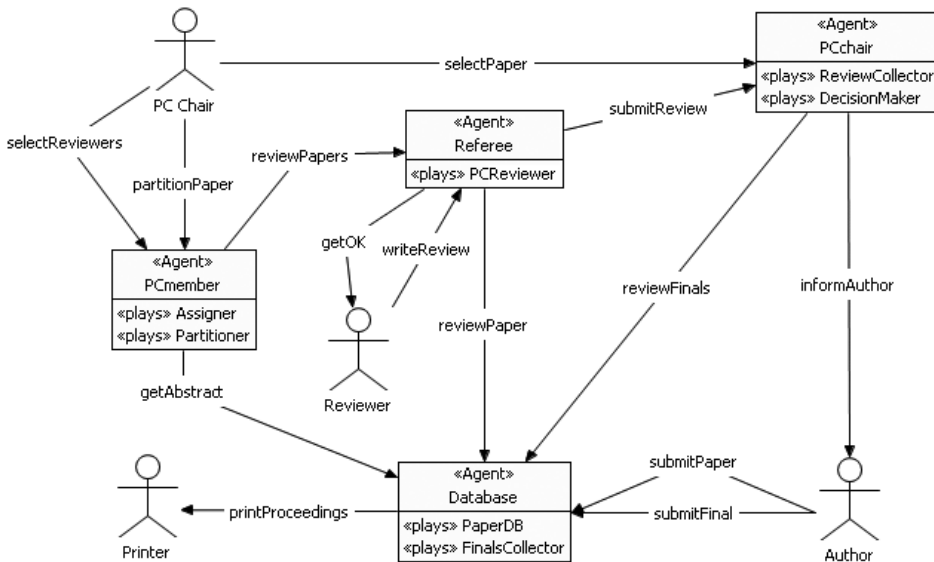 «Agent»
PCchair
«plays» ReviewCollector
«plays» DecisionMaker
selectPaper
PC Chair
submitReview
«Agent»
Referee
«plays» PCReviewer
selectReviewers
reviewPapers
partitionPaper
getOK
writeReview
«Agent»
PCmember
«plays» Assigner
«plays» Partitioner
reviewFinals
informAuthor
reviewPaper
getAbstract
Reviewer
«Agent»
Database
«plays» PaperDB
«plays» FinalsCollector
submitPaper
submitFinal
printProceedings
Printer
Author